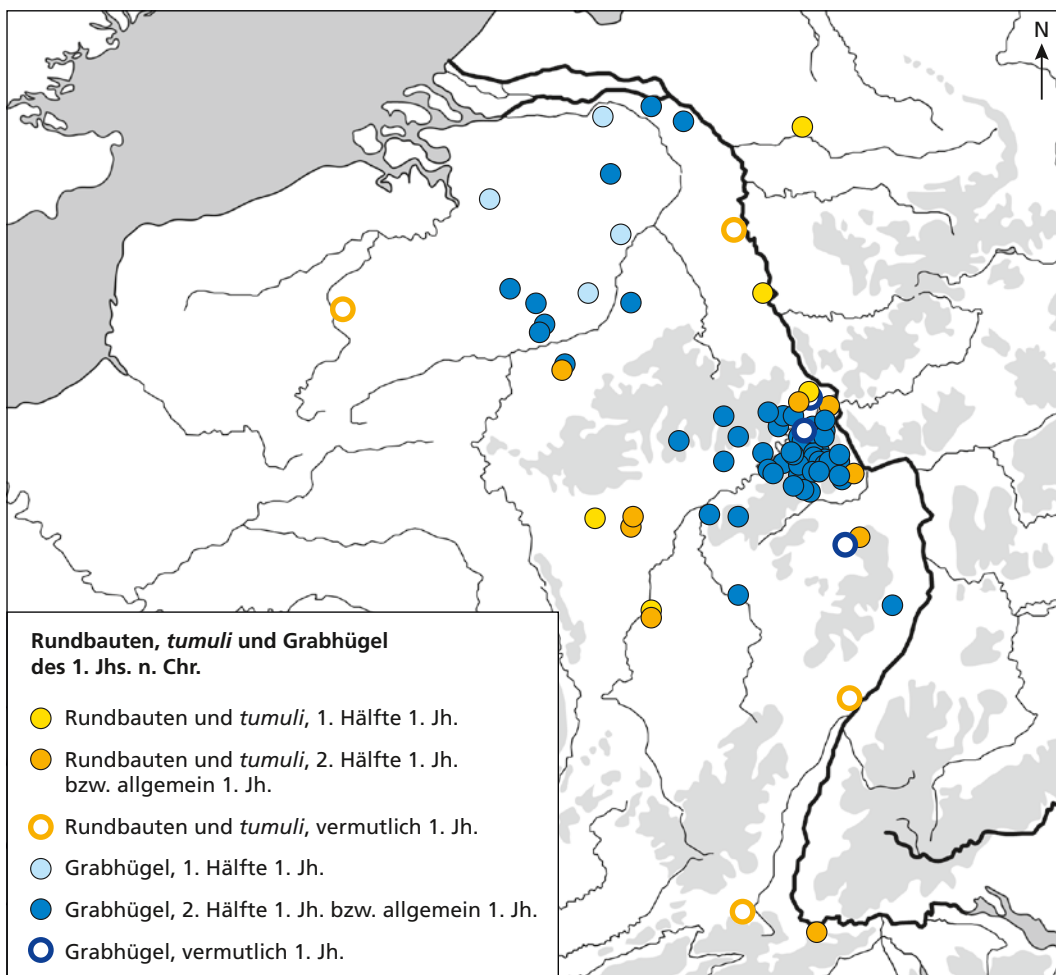 N
Rundbauten, tumuli und Grabhügel
des 1. Jhs. n. Chr.
Rundbauten und tumuli, 1. Hälfte 1. Jh.
Rundbauten und tumuli, 2. Hälfte 1. Jh.
bzw. allgemein 1. Jh.
Rundbauten und tumuli, vermutlich 1. Jh.
Grabhügel, 1. Hälfte 1. Jh.
Grabhügel, 2. Hälfte 1. Jh. bzw. allgemein 1. Jh.
Grabhügel, vermutlich 1. Jh.